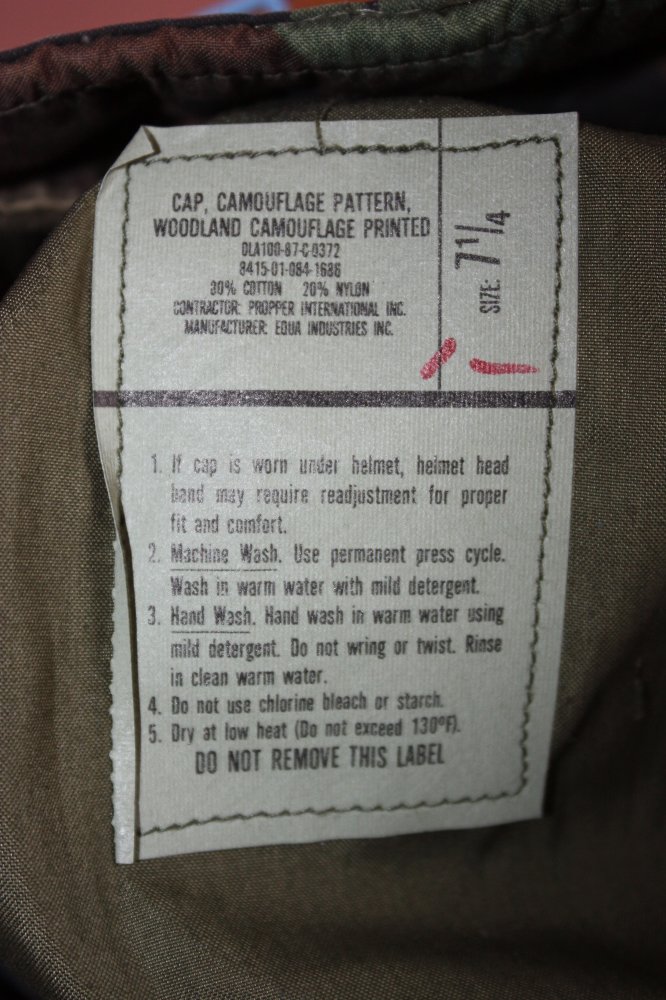 CAP, CAMOUFLAGE PATTERN,
WOODLAND CAMOUFLAGE PRINTED
DLA100-87-C-0372
8415-01-084-1686
80% COTTON 20% NYLON
CONTRACTOR: PROPPER INTERNATIONAL INC.
MANUFACTURER: EQUA INDUSTRIES INC.
SIZE: 7 1/4
1. If cap is worn under helmet, helmet head
band may require readjustment for proper
fit and comfort.
2. Machine Wash. Use permanent press cycle.
Wash in warm water with mild detergent.
3. Hand Wash. Hand wash in warm water using
mild detergent. Do not wring or twist. Rinse
in clean warm water.
4. Do not use chlorine bleach or starch.
5. Dry at low heat (Do not exceed 130ºF).
DO NOT REMOVE THIS LABEL